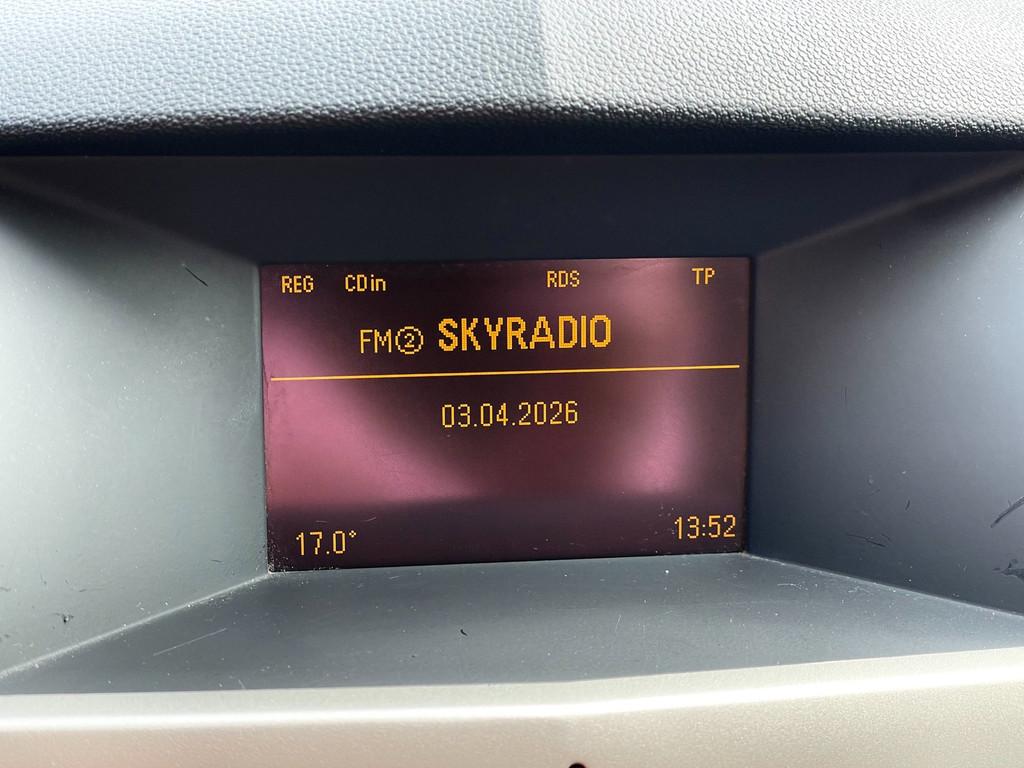 REG CDin RDS TP
FM② SKYRADIO
03.04.2026
17.0° 13:52